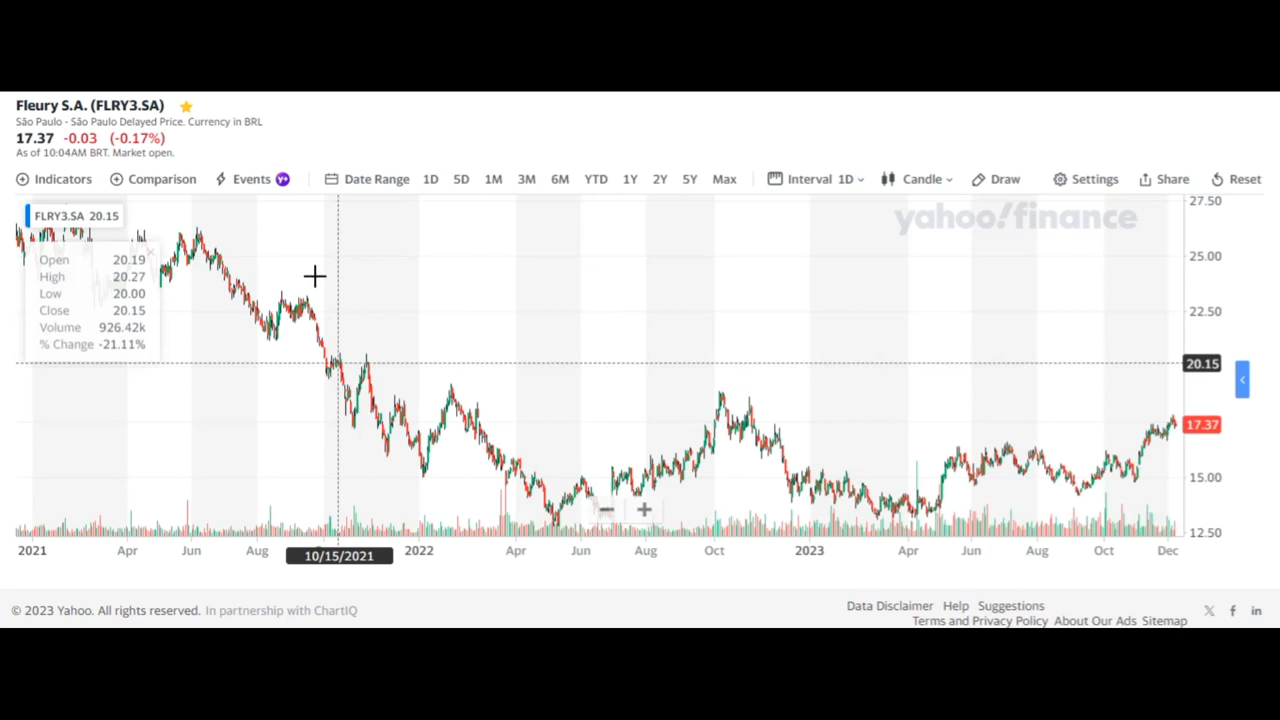 Fleury S.A. (FLRY3.SA)
São Paulo - São Paulo Delayed Price. Currency in BRL
17.37 -0.03 (-0.17%)
As of 10:04AM BRT. Market open.
Indicators Comparison Events Y+ Date Range 1D 5D 1M 3M 6M YTD 1Y 2Y 5Y Max Interval 1D Candle Draw Settings Share Reset
27.50
yahoo!finance
FLRY3.SA 20.15
25.00
Open 20.19
High 20.27
Low 20.00
Close 20.15
Volume 926.42k
% Change -21.11%
22.50
20.15
17.37
15.00
12.50
2021 Apr Jun Aug 10/15/2021 2022 Apr Jun Aug Oct 2023 Apr Jun Aug Oct Dec
© 2023 Yahoo. All rights reserved. In partnership with ChartIQ
Data Disclaimer Help Suggestions
Terms and Privacy Policy About Our Ads Sitemap